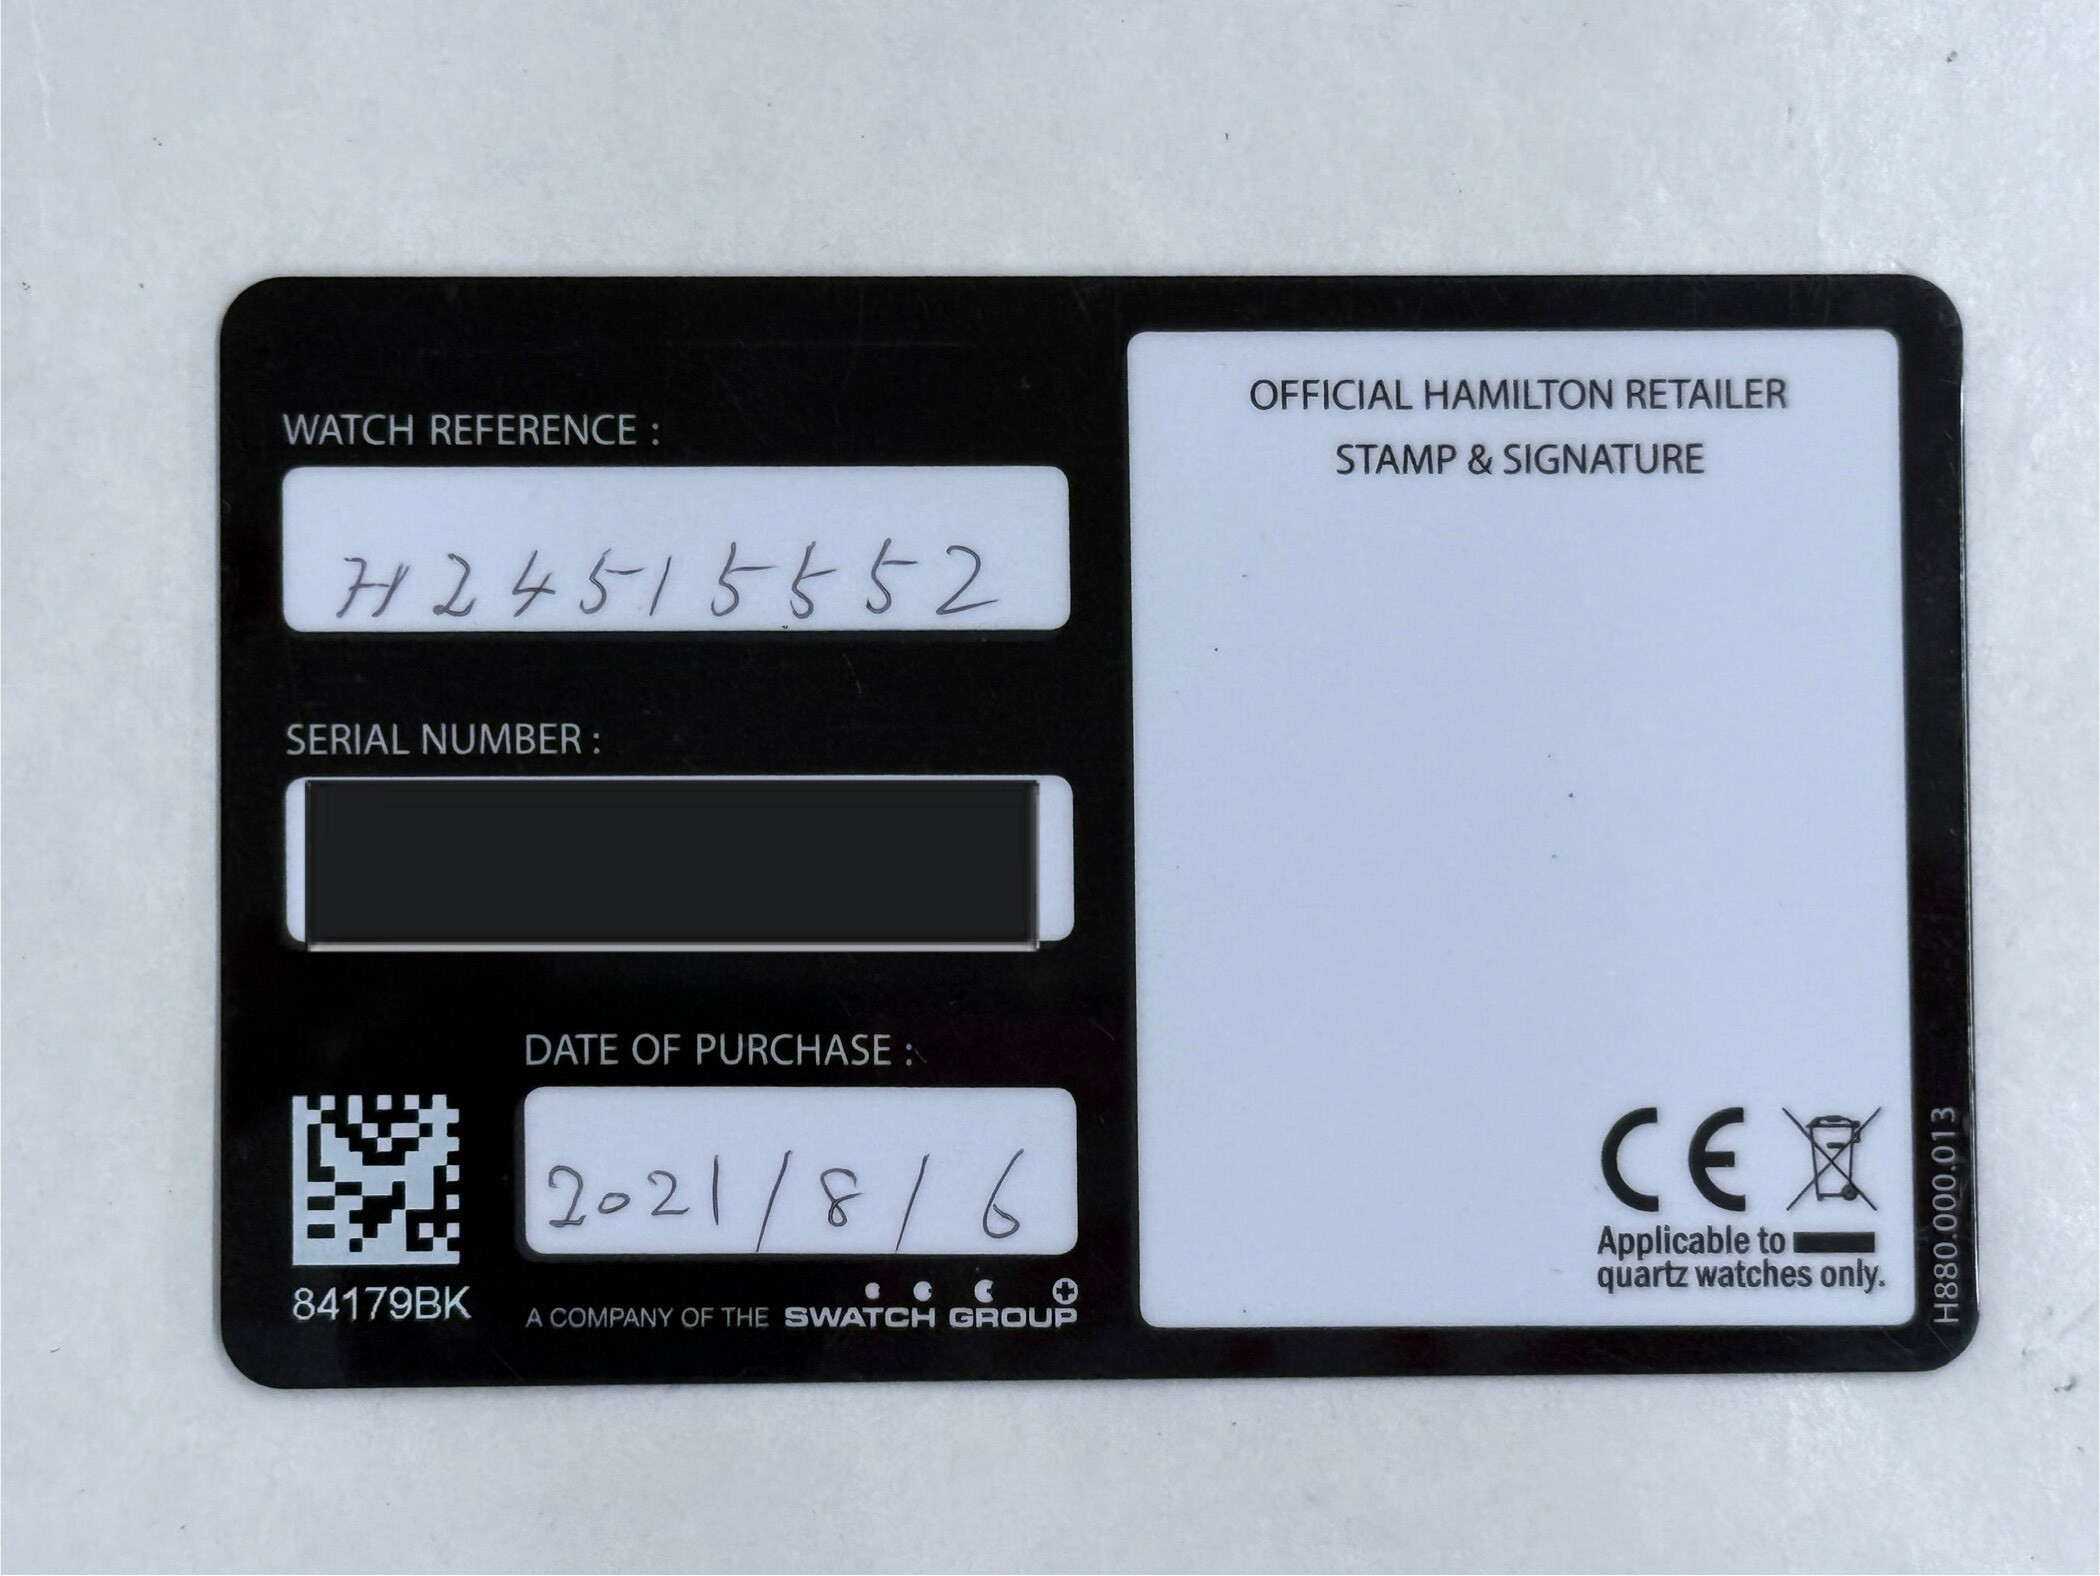 WATCH REFERENCE :
H24515552
SERIAL NUMBER :
DATE OF PURCHASE :
2021/8/6
84179BK
A COMPANY OF THE SWATCH GROUP
OFFICIAL HAMILTON RETAILER
STAMP & SIGNATURE
CE
Applicable to
quartz watches only.
H880.000.013